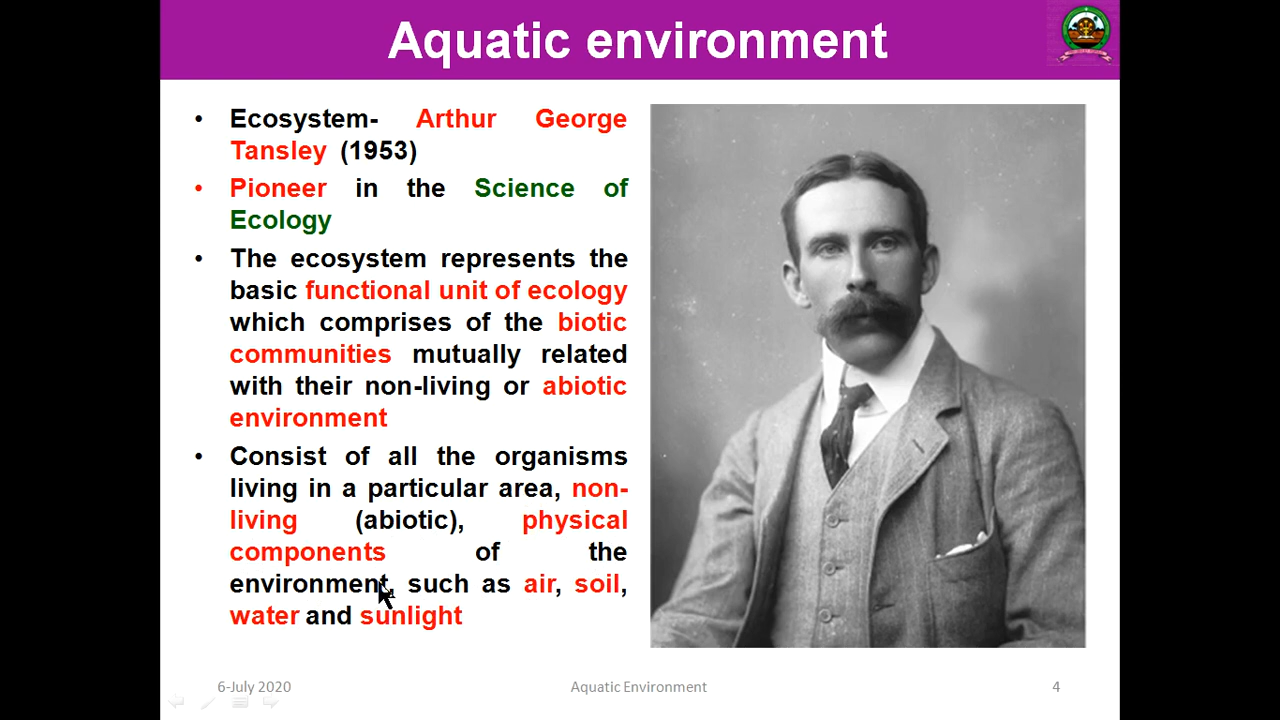 Aquatic environment
• Ecosystem- Arthur George
Tansley (1953)
• Pioneer in the Science of
Ecology
• The ecosystem represents the
basic functional unit of ecology
which comprises of the biotic
communities mutually related
with their non-living or abiotic
environment
• Consist of all the organisms
living in a particular area, non-
living (abiotic), physical
components of the
environment, such as air, soil,
water and sunlight
6-July 2020
Aquatic Environment
4